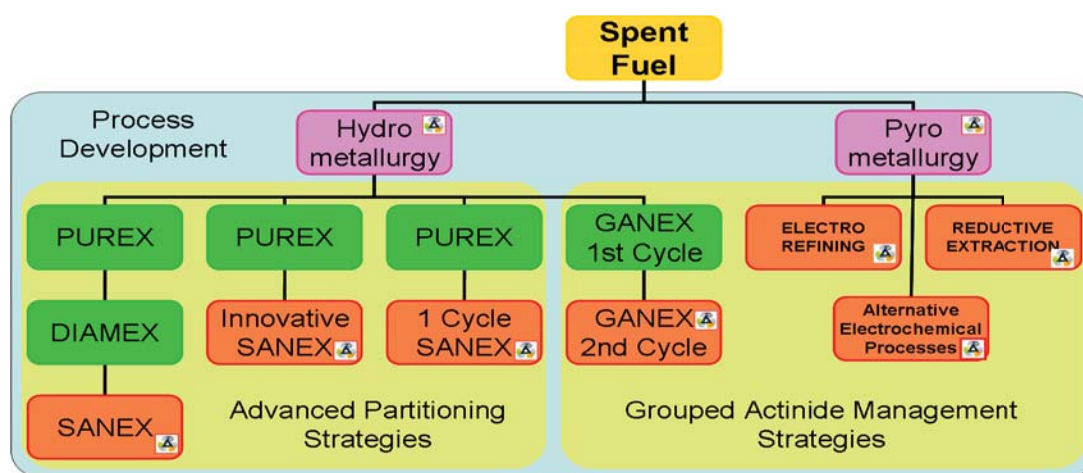 Spent
Fuel
Process
Development
Hydro
metallurgy
Pyro
metallurgy
PUREX
PUREX
PUREX
GANEX
1st Cycle
ELECTRO
REFINING
REDUCTIVE
EXTRACTION
DIAMEX
Innovative
SANEX
1 Cycle
SANEX
GANEX
2nd Cycle
Alternative
Electrochemical
Processes
SANEX
Advanced Partitioning
Strategies
Grouped Actinide Management
Strategies